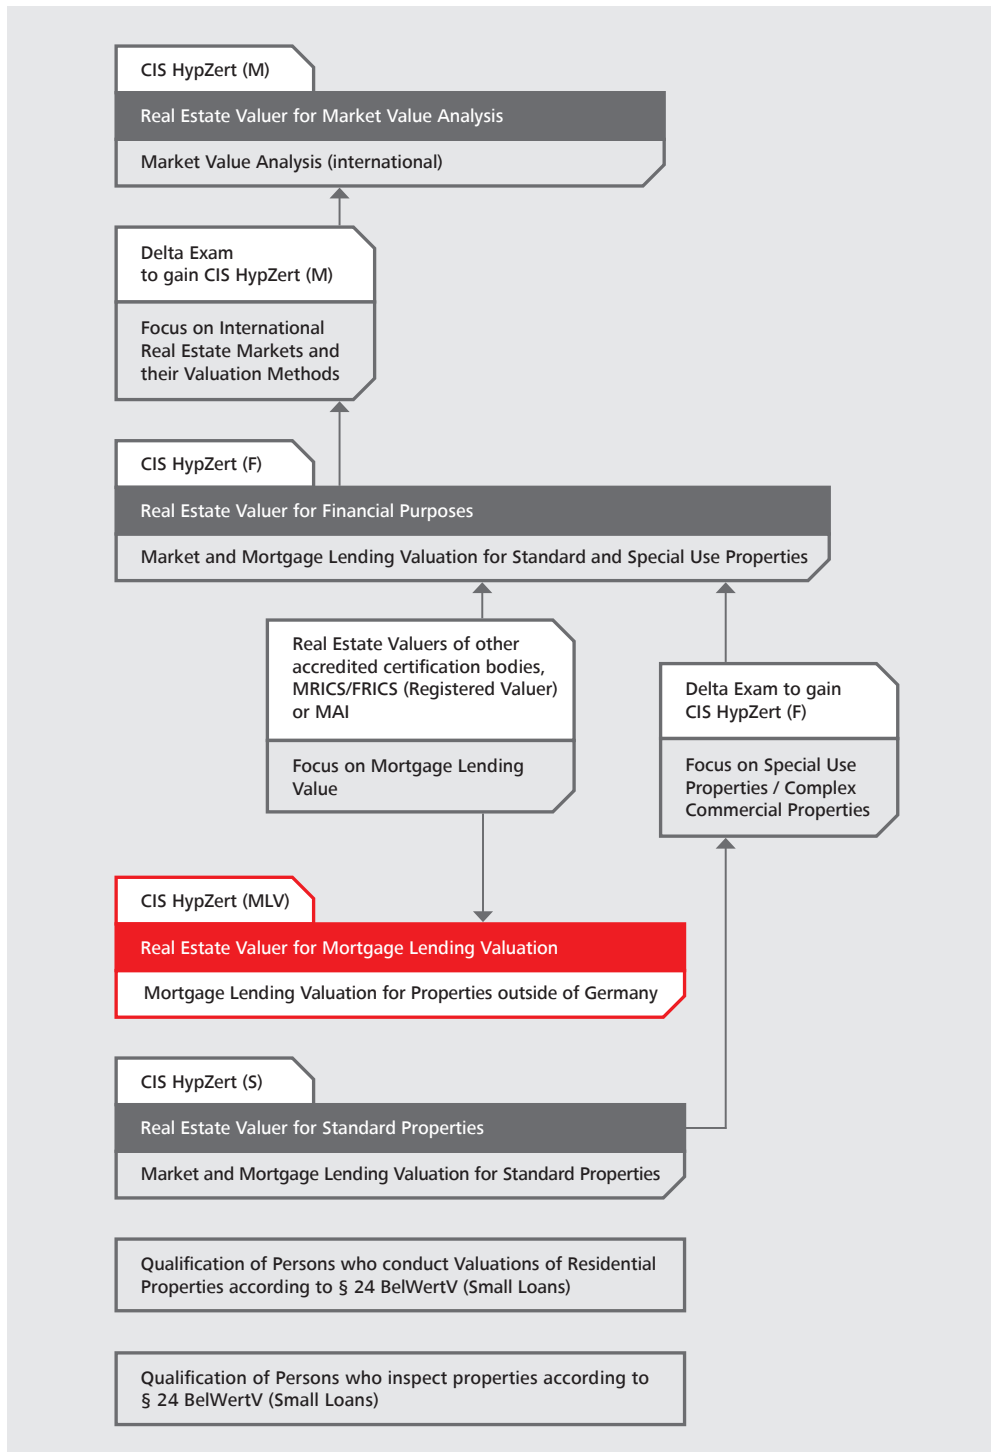 CIS HypZert (M)
Real Estate Valuer for Market Value Analysis
Market Value Analysis (international)
Delta Exam
to gain CIS HypZert (M)
Focus on International
Real Estate Markets and
their Valuation Methods
CIS HypZert (F)
Real Estate Valuer for Financial Purposes
Market and Mortgage Lending Valuation for Standard and Special Use Properties
Real Estate Valuers of other
accredited certification bodies,
MRICS/FRICS (Registered Valuer)
or MAI
Focus on Mortgage Lending
Value
Delta Exam to gain
CIS HypZert (F)
Focus on Special Use
Properties / Complex
Commercial Properties
CIS HypZert (MLV)
Real Estate Valuer for Mortgage Lending Valuation
Mortgage Lending Valuation for Properties outside of Germany
CIS HypZert (S)
Real Estate Valuer for Standard Properties
Market and Mortgage Lending Valuation for Standard Properties
Qualification of Persons who conduct Valuations of Residential
Properties according to § 24 BelWertV (Small Loans)
Qualification of Persons who inspect properties according to
§ 24 BelWertV (Small Loans)